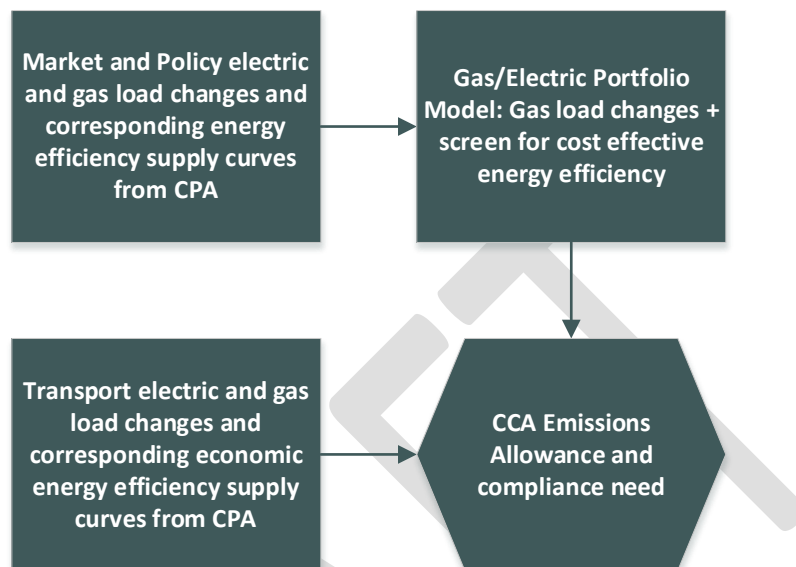 Market and Policy electric
and gas load changes and
corresponding energy
efficiency supply curves
from CPA
Gas/Electric Portfolio
Model: Gas load changes +
screen for cost effective
energy efficiency
Transport electric and gas
load changes and
corresponding economic
energy efficiency supply
curves from CPA
CCA Emissions
Allowance and
compliance need